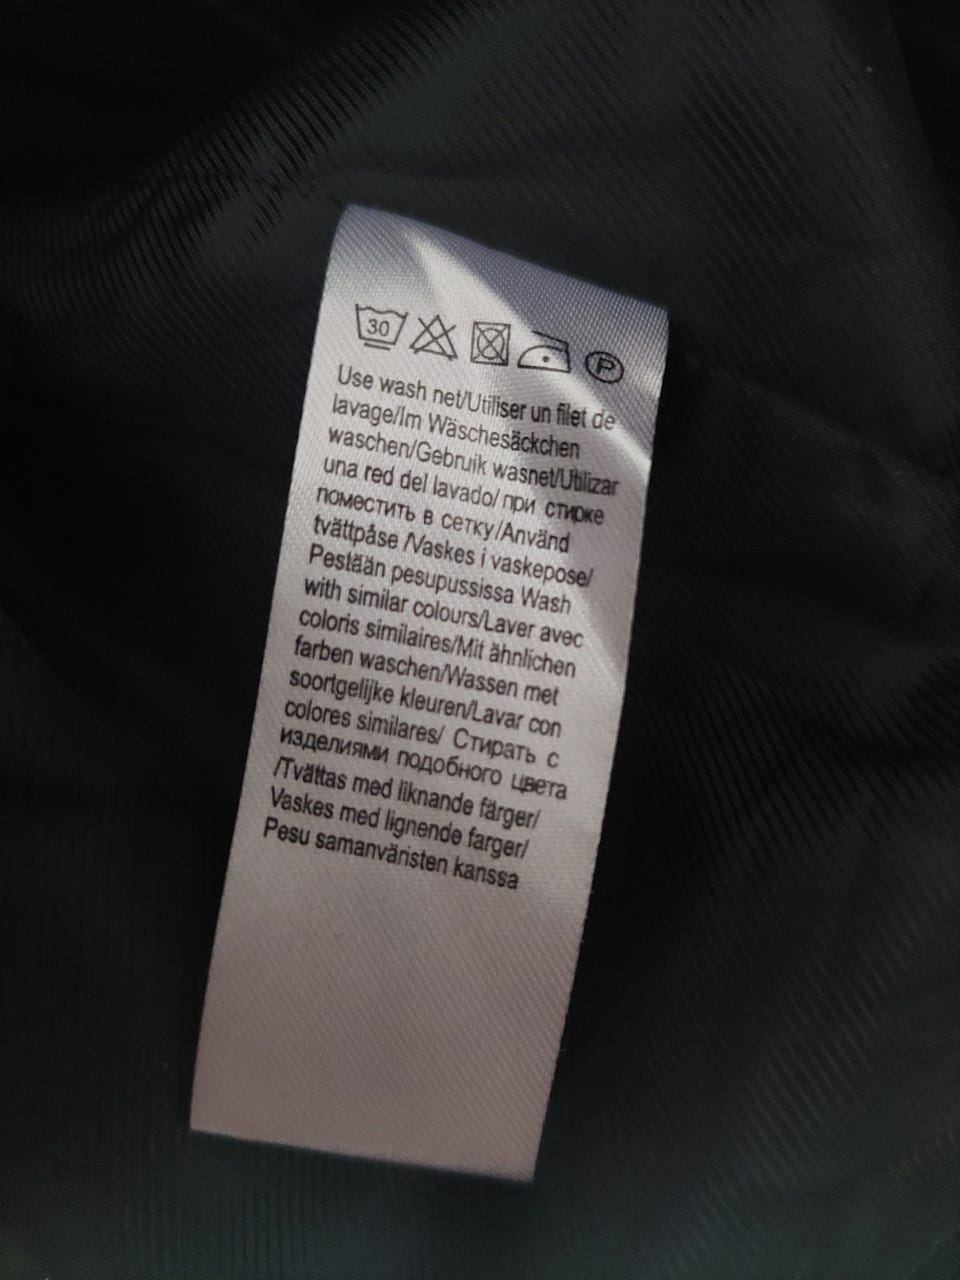 30 P
Use wash net/Utiliser un filet de
lavage/Im Wäschesäckchen
waschen/Gebruik wasnet/Utilizar
una red del lavado/ при стирке
поместить в сетку/Använd
tvättpåse /Vaskes i vaskepose/
Pestään pesupussissa Wash
with similar colours/Laver avec
coloris similaires/Mit ähnlichen
farben waschen/Wassen met
soortgelijke kleuren/Lavar con
colores similares/ Стирать с
изделиями подобного цвета
/Tvättas med liknande färger/
Vaskes med lignende farger/
Pesu samanväristen kanssa